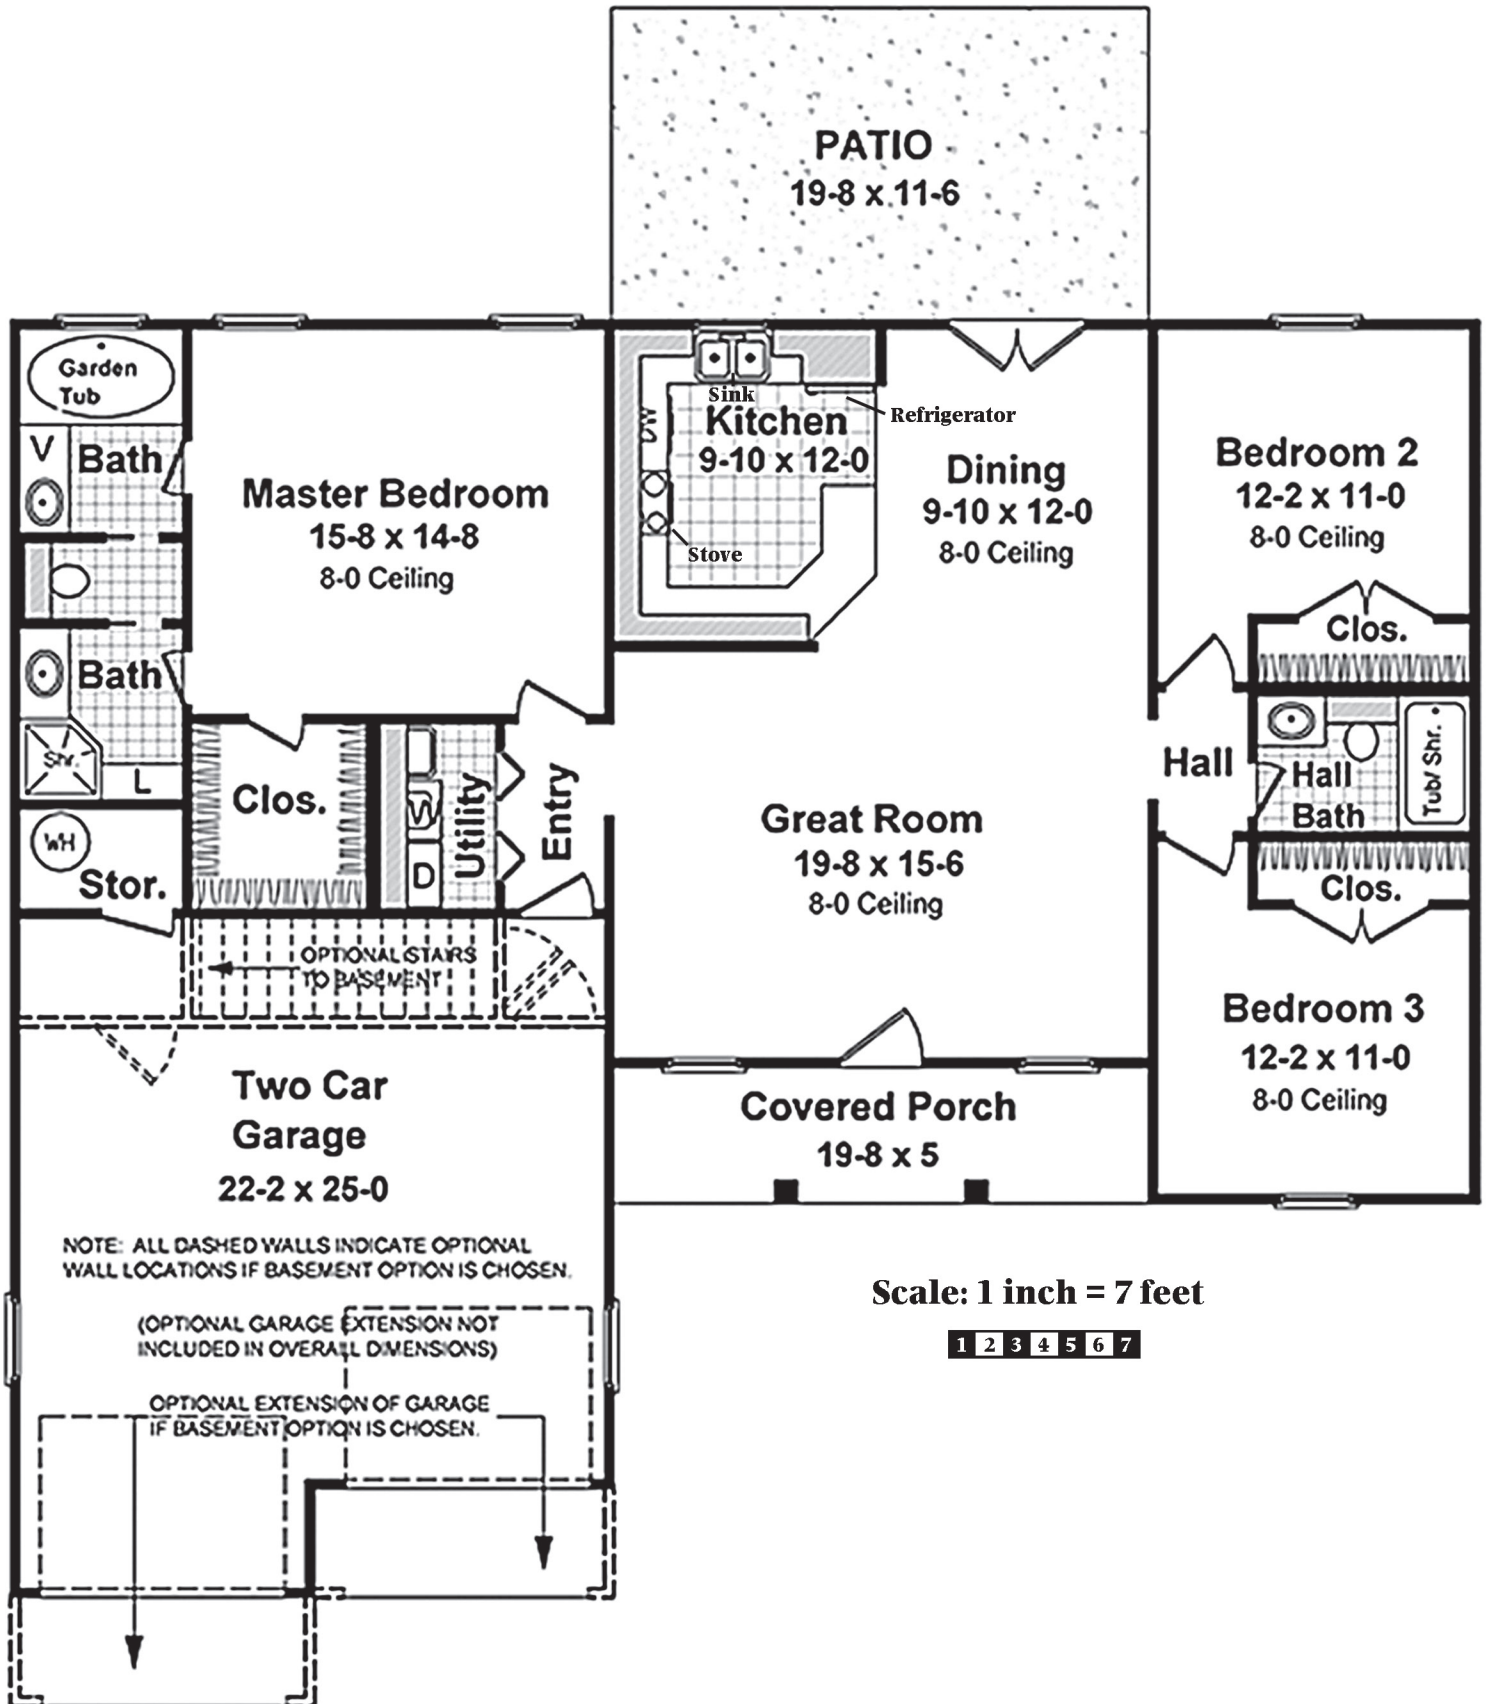 PATIO
19-8 x 11-6
Garden
Tub
V
Bath
Master Bedroom
15-8 x 14-8
8-0 Ceiling
Sink
Kitchen
9-10 x 12-0
DW
Stove
Refrigerator
Dining
9-10 x 12-0
8-0 Ceiling
Bedroom 2
12-2 x 11-0
8-0 Ceiling
Clos.
Bath
Shr.
L
WH
Stor.
Clos.
W
D
Utility
Entry
Great Room
19-8 x 15-6
8-0 Ceiling
Hall
Hall
Bath
Tub/ Shr.
Clos.
OPTIONAL STAIRS
TO BASEMENT
Bedroom 3
12-2 x 11-0
8-0 Ceiling
Covered Porch
19-8 x 5
Two Car
Garage
22-2 x 25-0
NOTE: ALL DASHED WALLS INDICATE OPTIONAL
WALL LOCATIONS IF BASEMENT OPTION IS CHOSEN.
(OPTIONAL GARAGE EXTENSION NOT
INCLUDED IN OVERALL DIMENSIONS)
OPTIONAL EXTENSION OF GARAGE
IF BASEMENT OPTION IS CHOSEN.
Scale: 1 inch = 7 feet
1 2 3 4 5 6 7